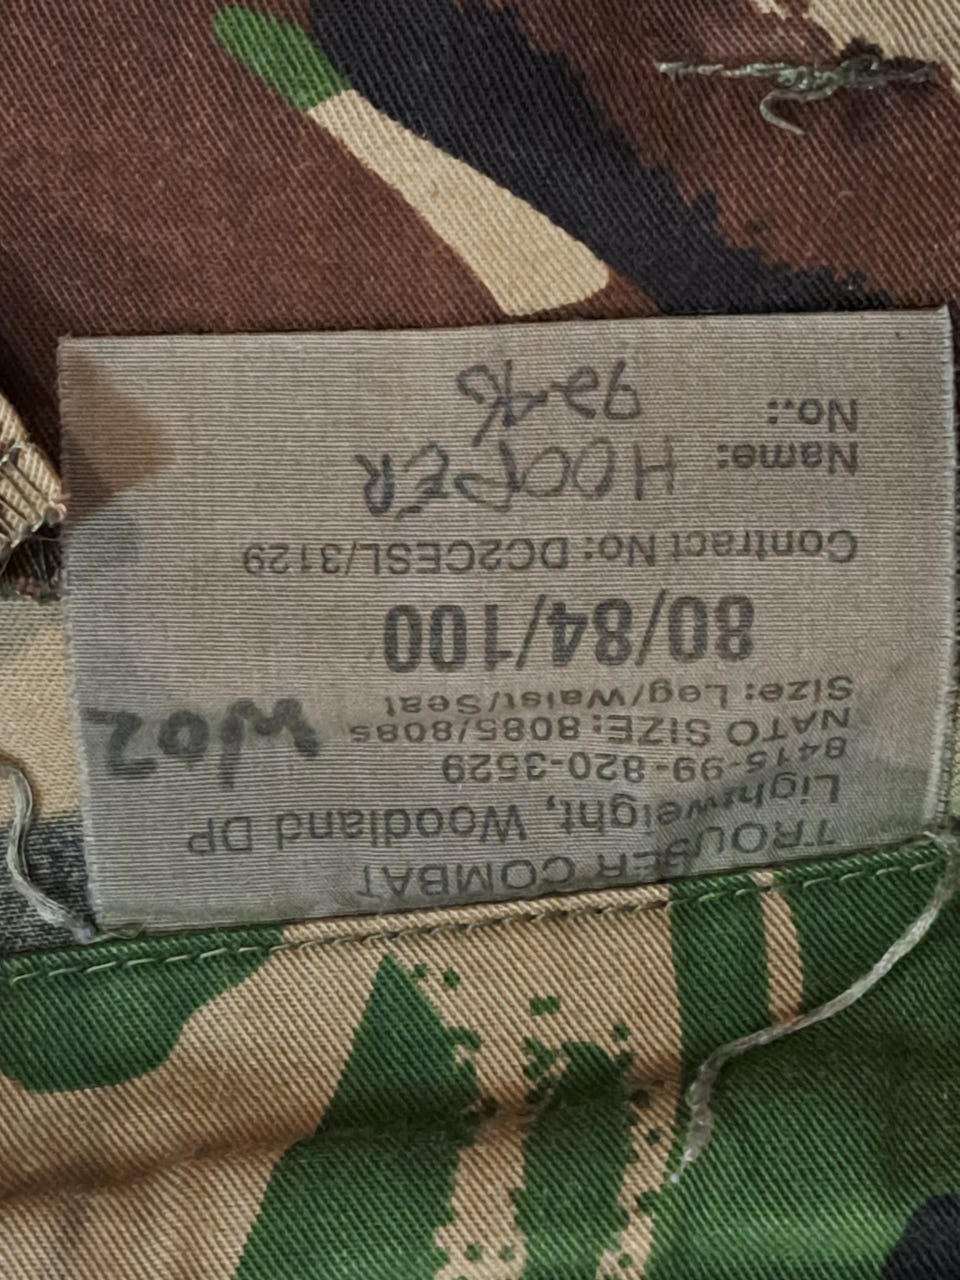 TROUSER COMBAT
Lightweight, Woodland DP
8415-99-820-3529
NATO SIZE: 8085/8085
Size: Leg/Waist/Seat
WO2
80/84/100
Contract No: DC2CESL/3129
Name: HOOPER
No.: